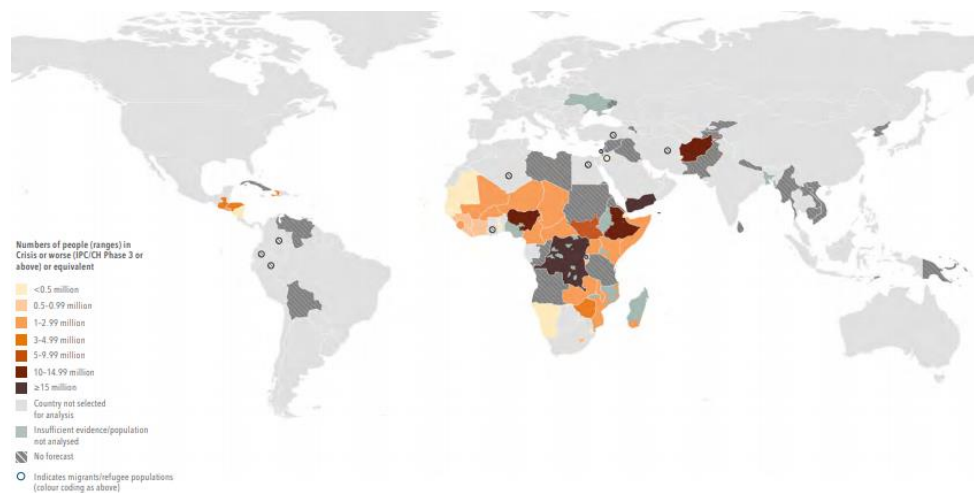 Numbers of people (ranges) in
Crisis or worse (IPC/CH Phase 3 or
above) or equivalent
<0.5 million
0.5-0.99 million
1-2.99 million
3-4.99 million
5-9.99 million
10-14.99 million
≥15 million
Country not selected
for analysis
Insufficient evidence/population
not analysed
No forecast
Indicates migrants/refugee populations
(colour coding as above)